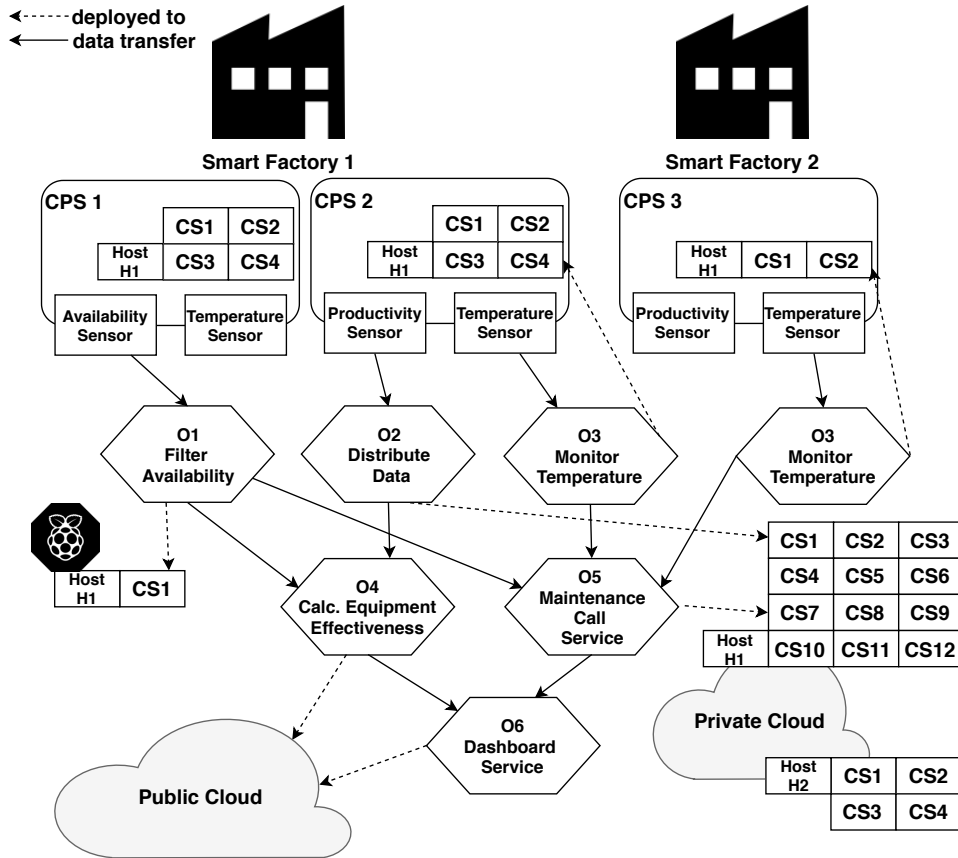 deployed to
data transfer
Smart Factory 1
Smart Factory 2
CPS 1
CS1 CS2
Host
H1
CS3 CS4
Availability
Sensor
Temperature
Sensor
CPS 2
CS1 CS2
Host
H1
CS3 CS4
Productivity
Sensor
Temperature
Sensor
CPS 3
Host
H1
CS1 CS2
Productivity
Sensor
Temperature
Sensor
O1
Filter
Availability
O2
Distribute
Data
O3
Monitor
Temperature
O3
Monitor
Temperature
Host
H1
CS1
O4
Calc. Equipment
Effectiveness
O5
Maintenance
Call
Service
CS1 CS2 CS3
CS4 CS5 CS6
CS7 CS8 CS9
Host
H1
CS10 CS11 CS12
O6
Dashboard
Service
Private Cloud
Public Cloud
Host
H2
CS1 CS2
CS3 CS4